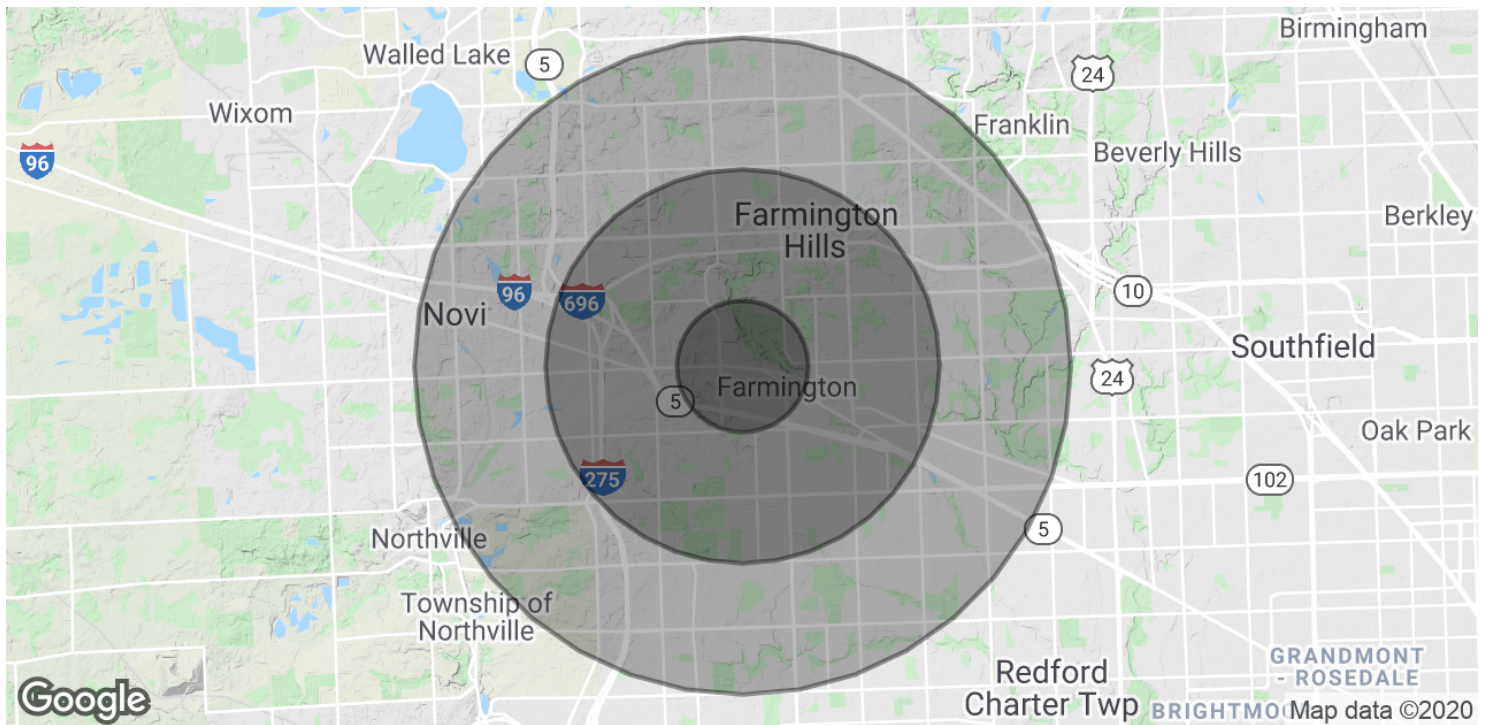 Birmingham
Walled Lake
5
24
Wixom
Franklin
96
Beverly Hills
Farmington
Hills
Berkley
96
696
10
Novi
Southfield
24
Farmington
5
Oak Park
275
102
5
Northville
Township of
Northville
GRANDMONT
- ROSEDALE
Redford
Charter Twp
Google
Map data ©2020